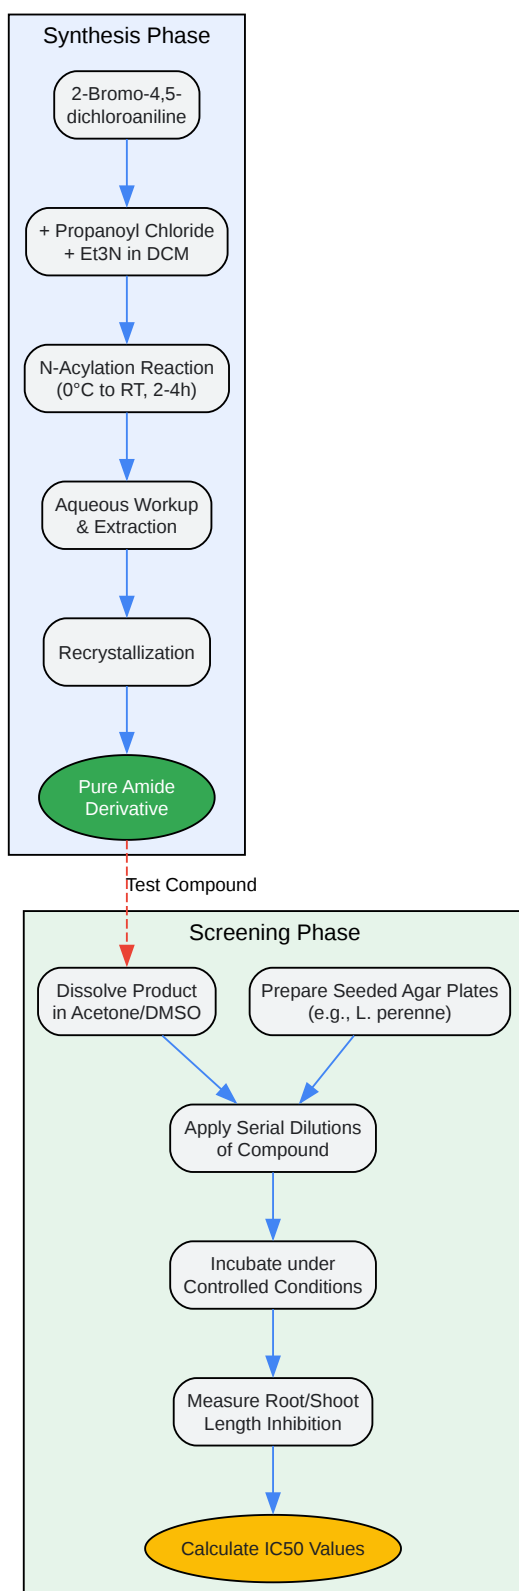 Synthesis Phase
2-Bromo-4,5-
dichloroaniline
+ Propanoyl Chloride
+ Et3N in DCM
N-Acylation Reaction
(0°C to RT, 2-4h)
Aqueous Workup
& Extraction
Recrystallization
Pure Amide
Derivative
Test Compound
Screening Phase
Dissolve Product
in Acetone/DMSO
Prepare Seeded Agar Plates
(e.g., L. perenne)
Apply Serial Dilutions
of Compound
Incubate under
Controlled Conditions
Measure Root/Shoot
Length Inhibition
Calculate IC50 Values